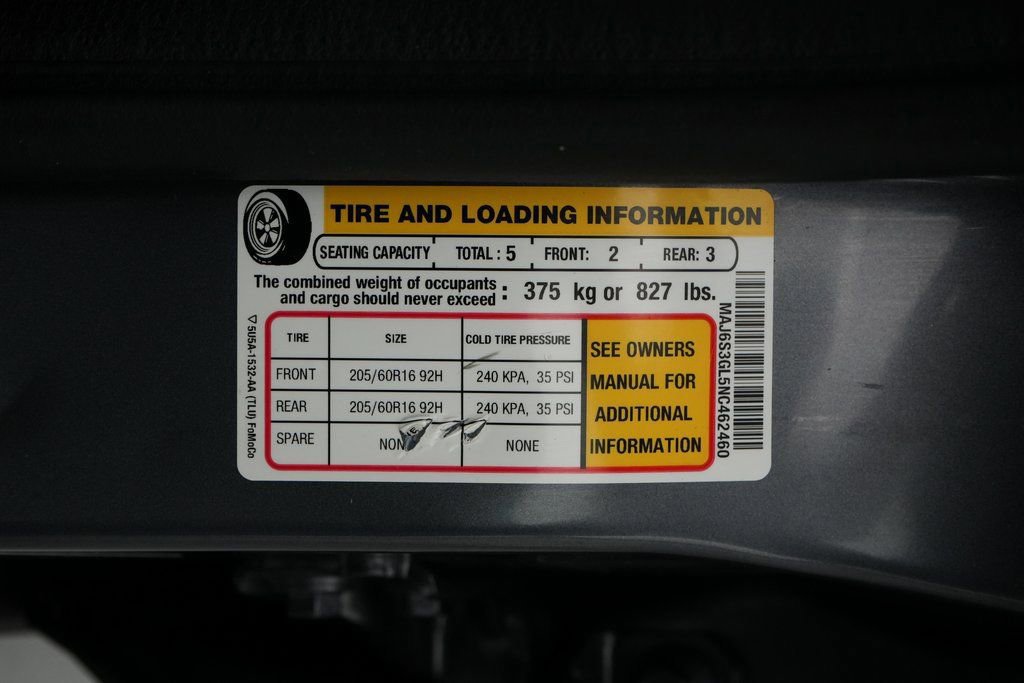 TIRE AND LOADING INFORMATION
SEATING CAPACITY TOTAL : 5 FRONT: 2 REAR: 3
The combined weight of occupants
and cargo should never exceed : 375 kg or 827 lbs.
TIRE SIZE COLD TIRE PRESSURE
FRONT 205/60R16 92H 240 KPA, 35 PSI
REAR 205/60R16 92H 240 KPA, 35 PSI
SPARE NONE NONE
SEE OWNERS
MANUAL FOR
ADDITIONAL
INFORMATION
MAJ6S3GL5NC462460
5U5A-1532-AA (TLU) FoMoCo